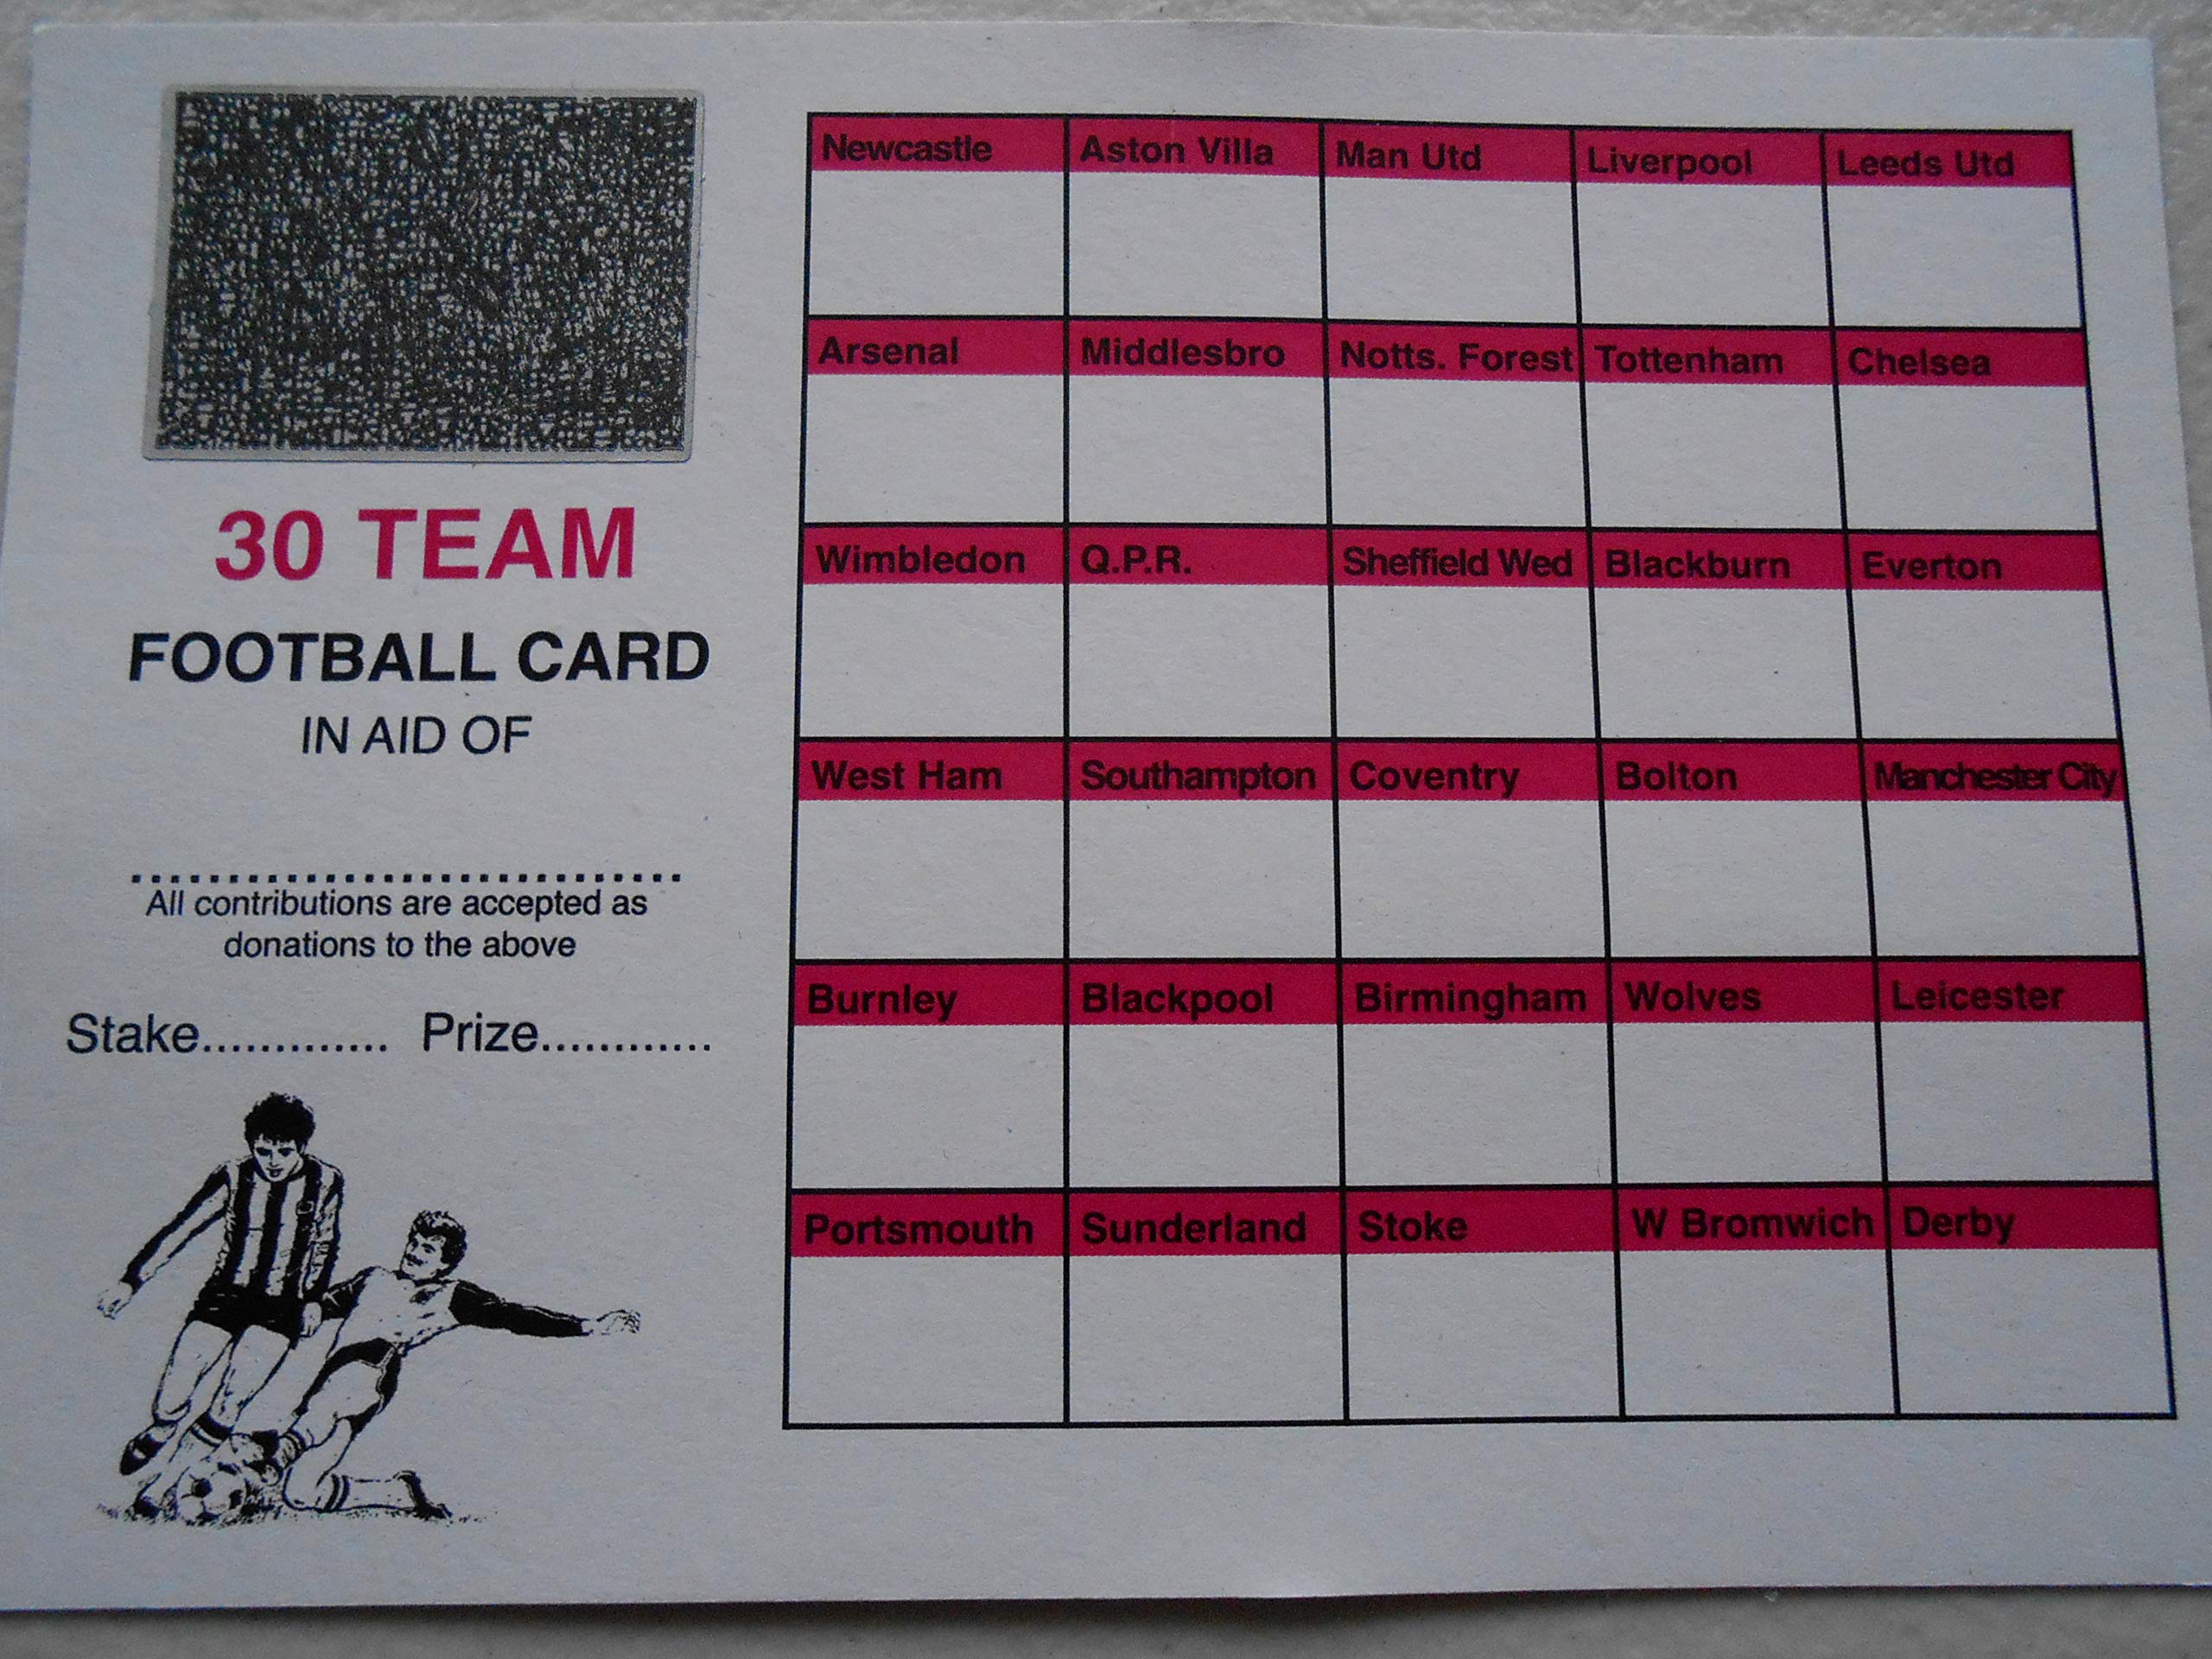 30 TEAM
FOOTBALL CARD
IN AID OF
..............................
All contributions are accepted as
donations to the above
Stake............. Prize............
Newcastle Aston Villa Man Utd Liverpool Leeds Utd
Arsenal Middlesbro Notts. Forest Tottenham Chelsea
Wimbledon Q.P.R. Sheffield Wed Blackburn Everton
West Ham Southampton Coventry Bolton Manchester City
Burnley Blackpool Birmingham Wolves Leicester
Portsmouth Sunderland Stoke W Bromwich Derby